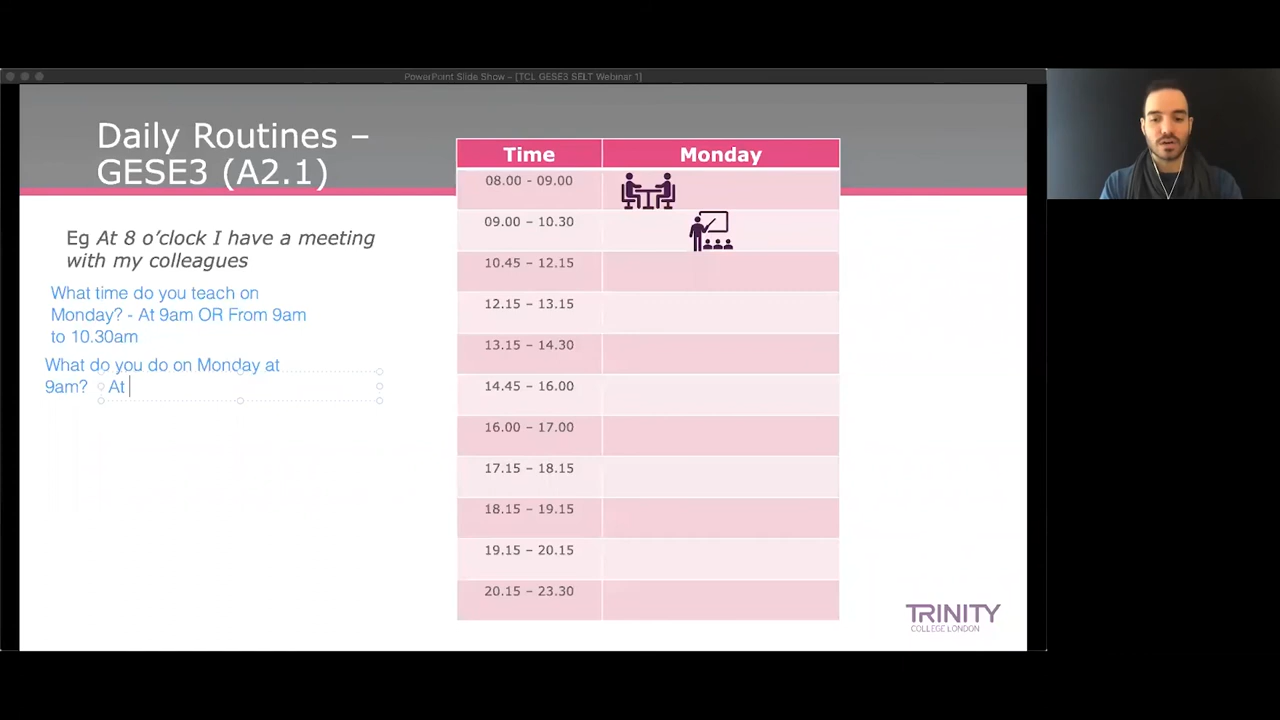 PowerPoint Slide Show – [TCL GESE3 SELT Webinar 1]
Daily Routines –
GESE3 (A2.1)
Eg At 8 o’clock I have a meeting
with my colleagues
What time do you teach on
Monday? - At 9am OR From 9am
to 10.30am
What do you do on Monday at
9am? At
Time Monday
08.00 - 09.00
09.00 – 10.30
10.45 – 12.15
12.15 – 13.15
13.15 – 14.30
14.45 – 16.00
16.00 – 17.00
17.15 – 18.15
18.15 – 19.15
19.15 – 20.15
20.15 – 23.30
TRINITY
COLLEGE LONDON